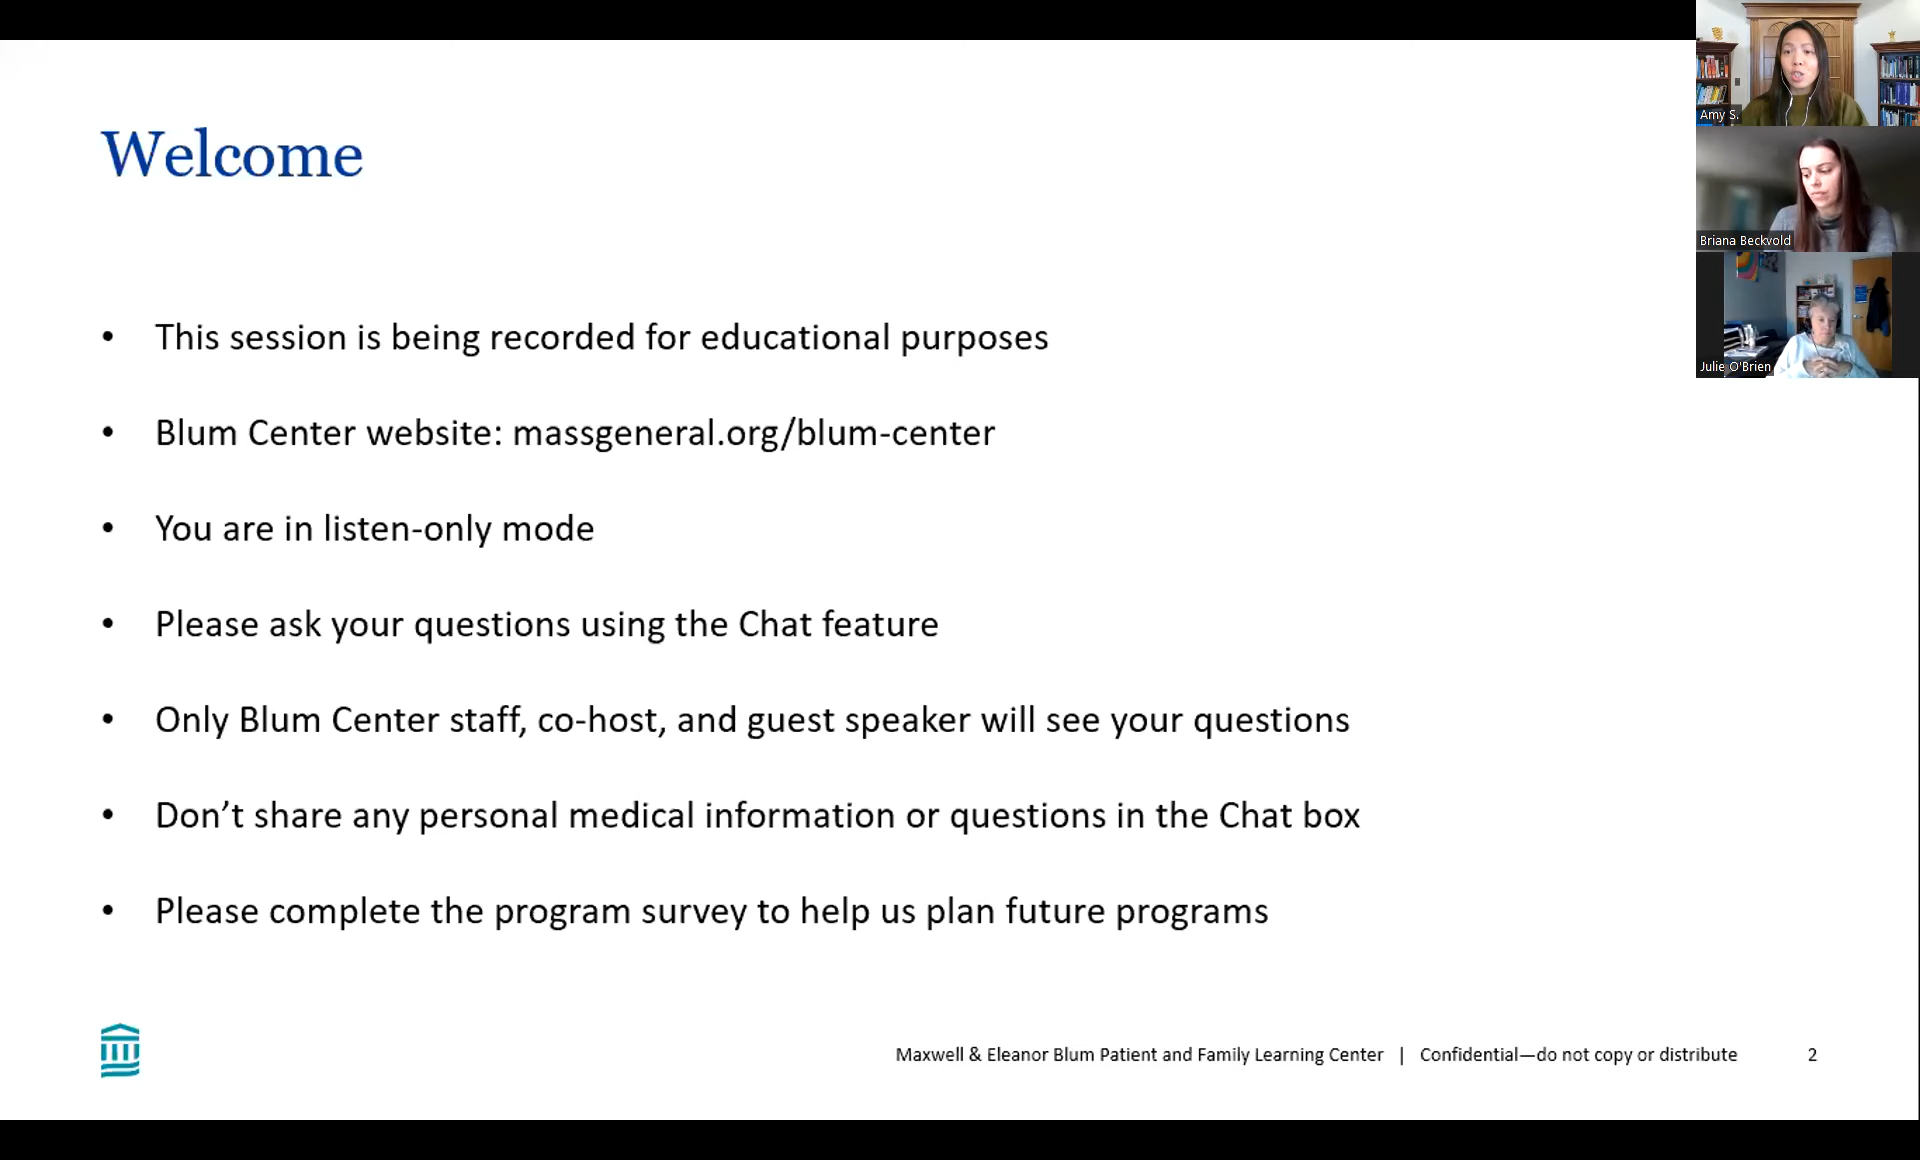 Welcome
• This session is being recorded for educational purposes
• Blum Center website: massgeneral.org/blum-center
• You are in listen-only mode
• Please ask your questions using the Chat feature
• Only Blum Center staff, co-host, and guest speaker will see your questions
• Don’t share any personal medical information or questions in the Chat box
• Please complete the program survey to help us plan future programs
Maxwell & Eleanor Blum Patient and Family Learning Center | Confidential—do not copy or distribute 2
Amy S.
Briana Beckvold
Julie O'Brien